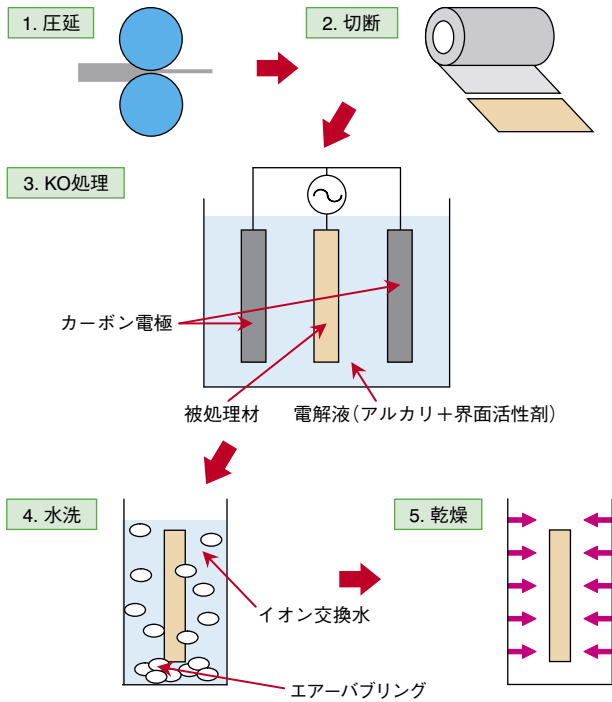 1. 圧延
2. 切断
3. KO処理
カーボン電極
被処理材
電解液(アルカリ+界面活性剤)
4. 水洗
5. 乾燥
イオン交換水
エアーバブリング